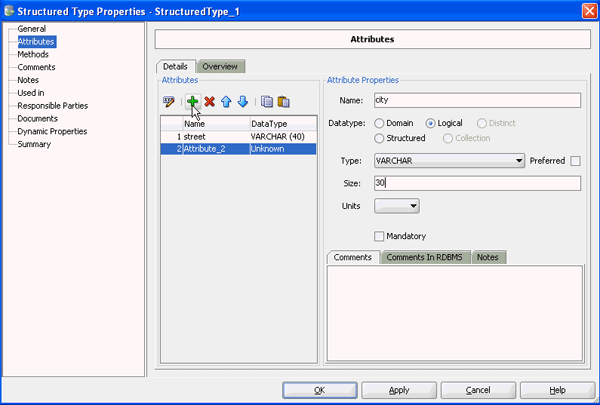 Structured Type Properties - StructuredType_1
General
Attributes
Methods
Comments
Notes
Used in
Responsible Parties
Documents
Dynamic Properties
Summary
Attributes
Details Overview
Attributes
Name DataType
1 street VARCHAR (40)
2 Attribute_2 Unknown
Attribute Properties
Name: city
Datatype: Domain Logical Distinct
Structured Collection
Type: VARCHAR Preferred
Size: 30
Units
Mandatory
Comments Comments In RDBMS Notes
OK Apply Cancel Help